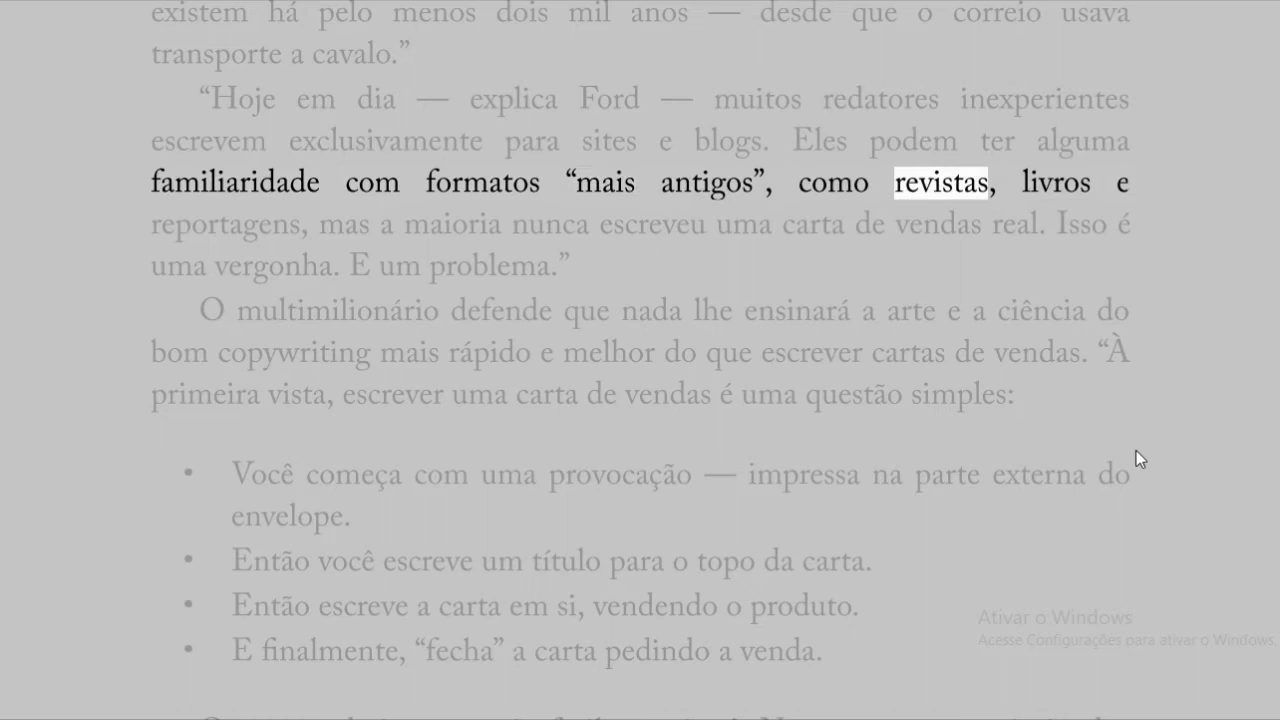 existem há pelo menos dois mil anos — desde que o correio usava
transporte a cavalo.”
“Hoje em dia — explica Ford — muitos redatores inexperientes
escrevem exclusivamente para sites e blogs. Eles podem ter alguma
familiaridade com formatos “mais antigos”, como revistas, livros e
reportagens, mas a maioria nunca escreveu uma carta de vendas real. Isso é
uma vergonha. E um problema.”
O multimilionário defende que nada lhe ensinará a arte e a ciência do
bom copywriting mais rápido e melhor do que escrever cartas de vendas. “À
primeira vista, escrever uma carta de vendas é uma questão simples:
• Você começa com uma provocação — impressa na parte externa do
envelope.
• Então você escreve um título para o topo da carta.
• Então escreve a carta em si, vendendo o produto.
• E finalmente, “fecha” a carta pedindo a venda.
Ativar o Windows
Acesse Configurações para ativar o Windows.